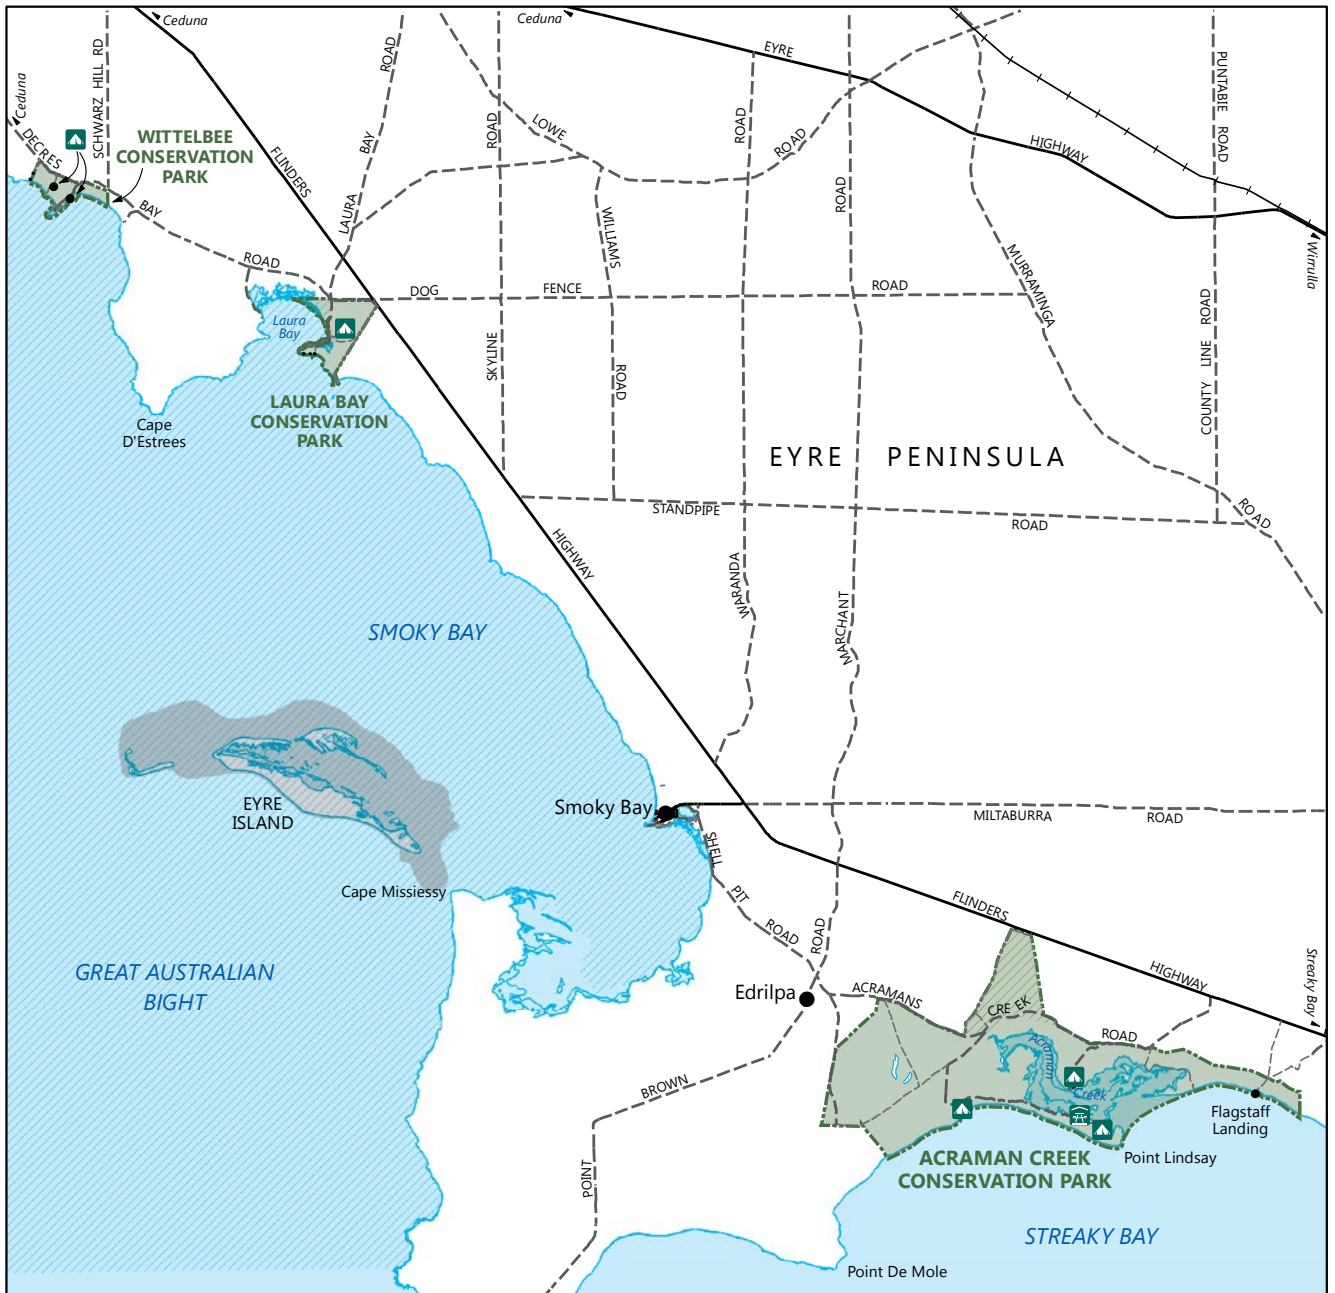 Ceduna
Ceduna
Ceduna
EYRE
HIGHWAY
SCHWARZ HILL RD
DECRES
BAY
ROAD
WITTELBEE
CONSERVATION
PARK
FLINDERS
HIGHWAY
LAURA
BAY
ROAD
LOWE
ROAD
SKYLINE
ROAD
WILLIAMS
ROAD
WARANDA
ROAD
MARCHANT
ROAD
PUNTABIE ROAD
COUNTY LINE ROAD
MURRAMINGA
ROAD
Wirrulla
DOG
FENCE
ROAD
Laura
Bay
LAURA BAY
CONSERVATION
PARK
Cape
D'Estrees
EYRE PENINSULA
STANDPIPE
ROAD
SMOKY BAY
EYRE
ISLAND
Smoky Bay
MILTABURRA
ROAD
SHELL
PIT
ROAD
ROAD
Cape Missiessy
FLINDERS
HIGHWAY
Streaky Bay
GREAT AUSTRALIAN
BIGHT
Edrilpa
ACRAMANS
CREEK
ROAD
Acraman
Creek
BROWN
POINT
Flagstaff
Landing
Point Lindsay
ACRAMAN CREEK
CONSERVATION PARK
STREAKY BAY
Point De Mole